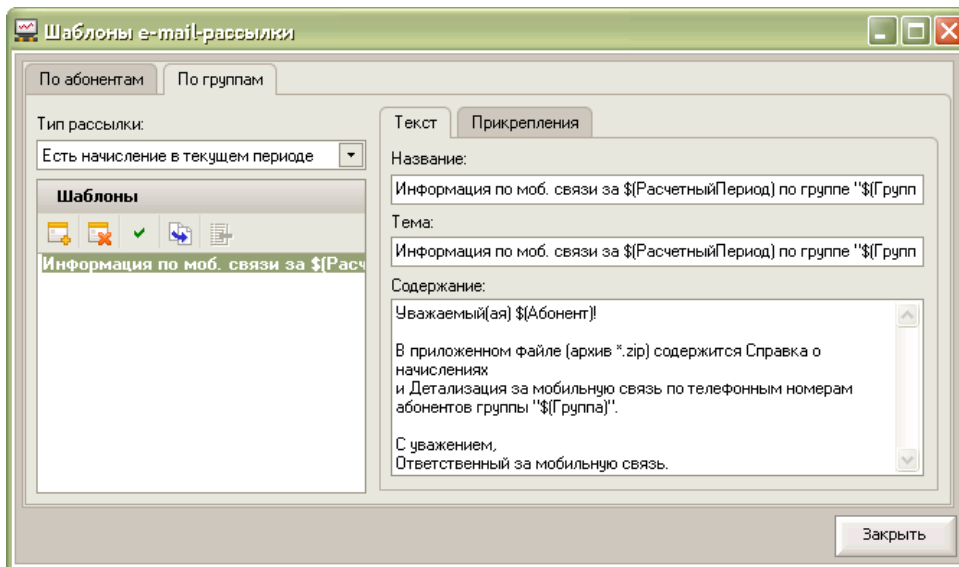 Шаблоны e-mail-рассылки
По абонентам
По группам
Тип рассылки:
Есть начисление в текущем периоде
Шаблоны
Информация по моб. связи за $(Расч
Текст
Прикрепления
Название:
Информация по моб. связи за $(РасчетныйПериод) по группе "$(Групп
Тема:
Информация по моб. связи за $(РасчетныйПериод) по группе "$(Групп
Содержание:
Уважаемый(ая) $(Абонент)!
В приложенном файле (архив *.zip) содержится Справка о
начислениях
и Детализация за мобильную связь по телефонным номерам
абонентов группы "$(Группа)".
С уважением,
Ответственный за мобильную связь.
Закрыть